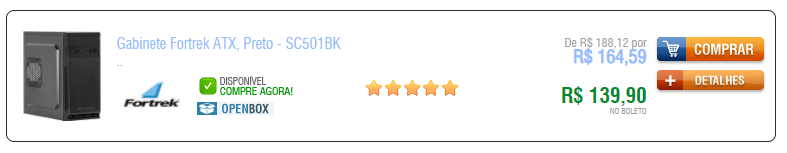 Gabinete Fortrek ATX, Preto - SC501BK
--
Fortrek
DISPONÍVEL
COMPRE AGORA!
OPENBOX
De R$ 188,12 por
R$ 164,59
R$ 139,90
NO BOLETO
COMPRAR
DETALHES